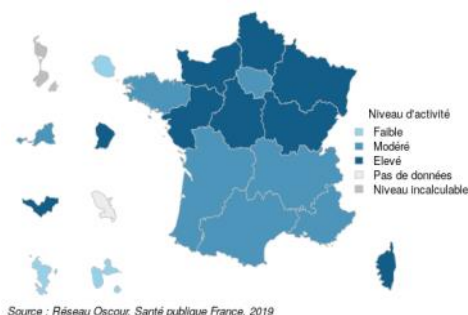 Niveau d'activité
Faible
Modéré
Elevé
Pas de données
Niveau incalculable
Source : Réseau Oscour, Santé publique France, 2019